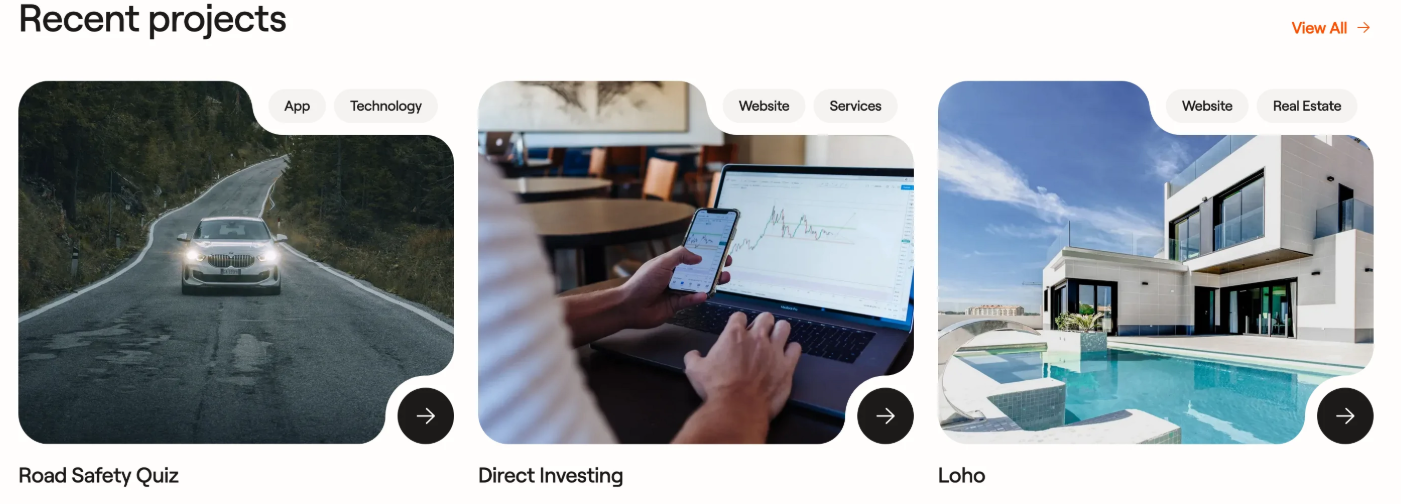 Recent projects
View All
App Technology
Website Services
Website Real Estate
Road Safety Quiz
Direct Investing
Loho